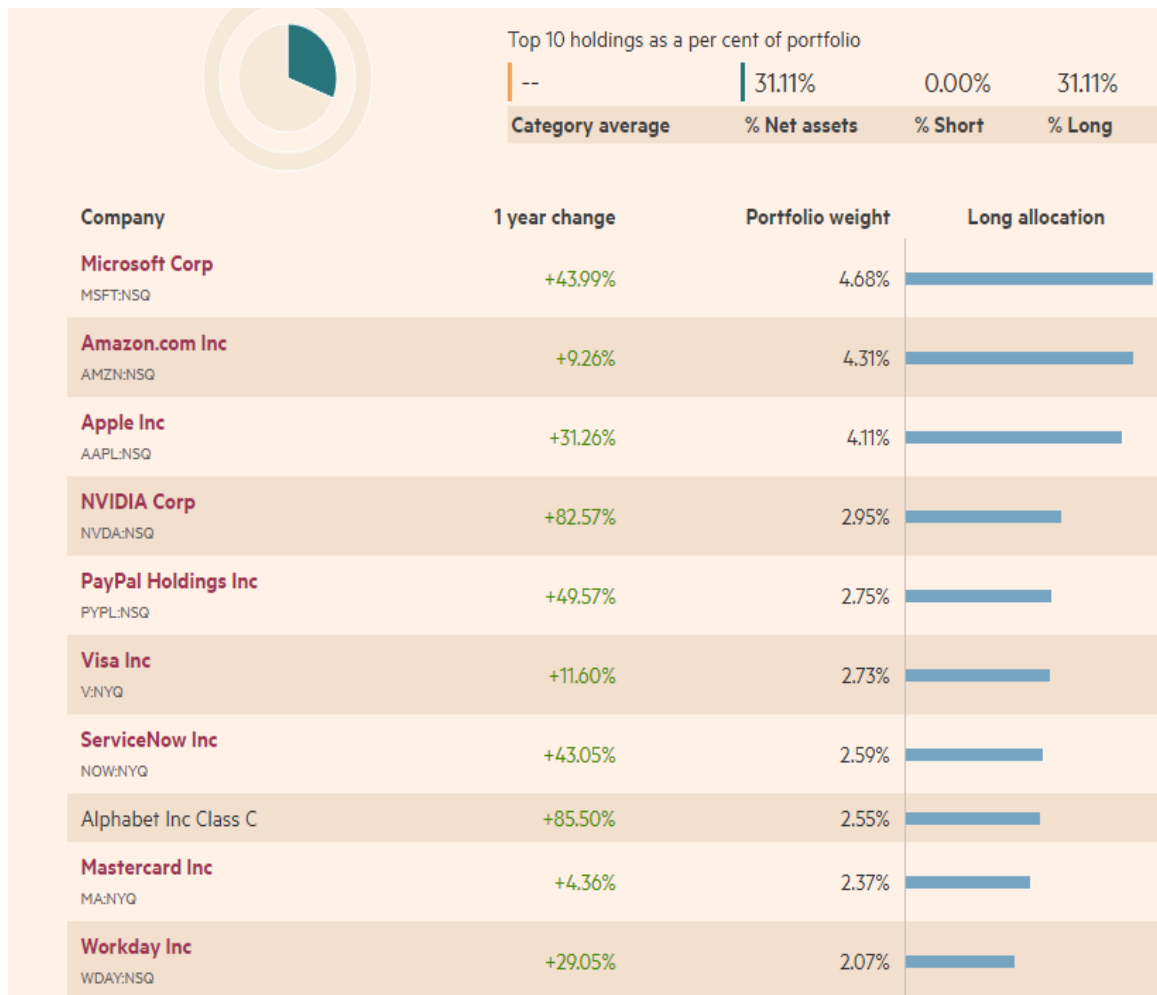 Top 10 holdings as a per cent of portfolio
-- 31.11% 0.00% 31.11%
Category average % Net assets % Short % Long
Company 1 year change Portfolio weight Long allocation
Microsoft Corp
MSFT:NSQ
+43.99% 4.68%
Amazon.com Inc
AMZN:NSQ
+9.26% 4.31%
Apple Inc
AAPL:NSQ
+31.26% 4.11%
NVIDIA Corp
NVDA:NSQ
+82.57% 2.95%
PayPal Holdings Inc
PYPL:NSQ
+49.57% 2.75%
Visa Inc
V:NYQ
+11.60% 2.73%
ServiceNow Inc
NOW:NYQ
+43.05% 2.59%
Alphabet Inc Class C +85.50% 2.55%
Mastercard Inc
MA:NYQ
+4.36% 2.37%
Workday Inc
WDAY:NSQ
+29.05% 2.07%